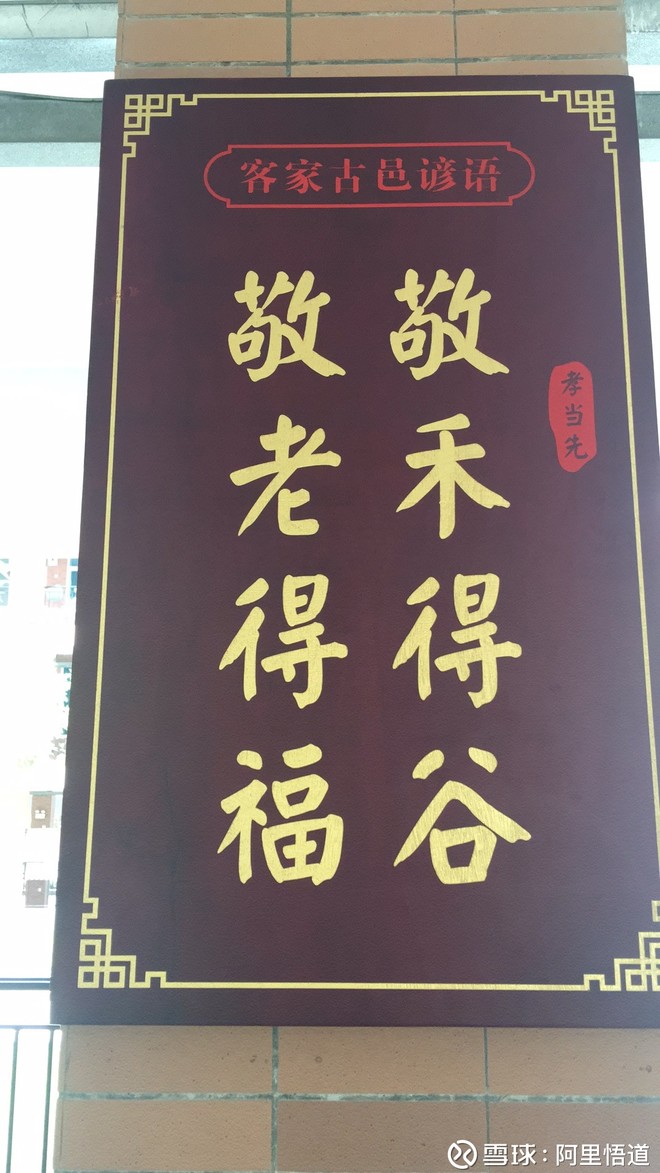 客家古邑谚语
孝当先
敬禾得谷
敬老得福
雪球：阿里悟道